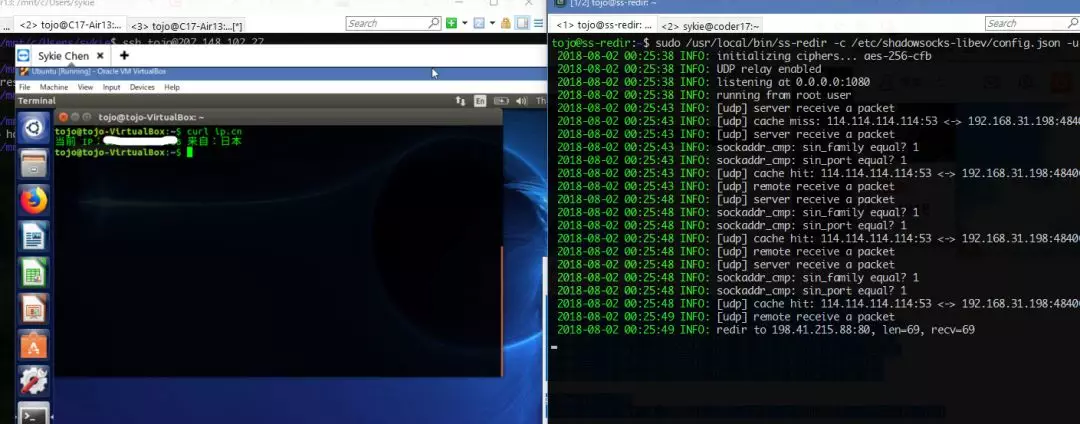 <2> tojo@C17-Air13:...
<3> tojo@C17-Air13:...[*]
Search
/mnt/c/Users/sykie$ ssh tojo@207.148.102.27
Sykie Chen
Ubuntu [Running] - Oracle VM VirtualBox
File Machine View Input Devices Help
Terminal
En
tojo@tojo-VirtualBox: ~
tojo@tojo-VirtualBox:~$ curl ip.cn
当前 IP: 来自：日本
tojo@tojo-VirtualBox:~$
[1/2] tojo@ss-redir: ~
<1> tojo@ss-redir: ~
<2> sykie@coder17:~
Search
tojo@ss-redir:~$ sudo /usr/local/bin/ss-redir -c /etc/shadowsocks-libev/config.json -u
2018-08-02 00:25:38 INFO: initializing ciphers... aes-256-cfb
2018-08-02 00:25:38 INFO: UDP relay enabled
2018-08-02 00:25:38 INFO: listening at 0.0.0.0:1080
2018-08-02 00:25:38 INFO: running from root user
2018-08-02 00:25:43 INFO: [udp] server receive a packet
2018-08-02 00:25:43 INFO: [udp] cache miss: 114.114.114.114:53 <-> 192.168.31.198:4840
2018-08-02 00:25:43 INFO: [udp] server receive a packet
2018-08-02 00:25:43 INFO: sockaddr_cmp: sin_family equal? 1
2018-08-02 00:25:43 INFO: sockaddr_cmp: sin_port equal? 1
2018-08-02 00:25:43 INFO: [udp] cache hit: 114.114.114.114:53 <-> 192.168.31.198:4840
2018-08-02 00:25:43 INFO: [udp] remote receive a packet
2018-08-02 00:25:48 INFO: [udp] server receive a packet
2018-08-02 00:25:48 INFO: sockaddr_cmp: sin_family equal? 1
2018-08-02 00:25:48 INFO: sockaddr_cmp: sin_port equal? 1
2018-08-02 00:25:48 INFO: [udp] cache hit: 114.114.114.114:53 <-> 192.168.31.198:4840
2018-08-02 00:25:48 INFO: [udp] remote receive a packet
2018-08-02 00:25:48 INFO: [udp] server receive a packet
2018-08-02 00:25:48 INFO: sockaddr_cmp: sin_family equal? 1
2018-08-02 00:25:48 INFO: sockaddr_cmp: sin_port equal? 1
2018-08-02 00:25:48 INFO: [udp] cache hit: 114.114.114.114:53 <-> 192.168.31.198:4840
2018-08-02 00:25:49 INFO: [udp] remote receive a packet
2018-08-02 00:25:49 INFO: redir to 198.41.215.88:80, len=69, recv=69